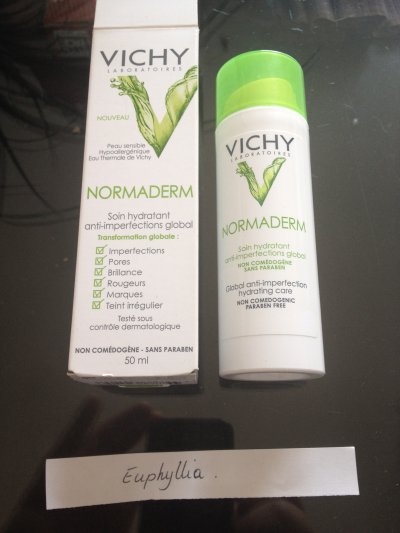 VICHY
LABORATOIRES
NOUVEAU
Peau sensible
Hypoallergénique
Eau Thermale de Vichy
NORMADERM
Soin hydratant
anti-imperfections global
Transformation globale :
Imperfections
Pores
Brillance
Rougeurs
Marques
Teint irrégulier
Testé sous
contrôle dermatologique
NON COMÉDOGÈNE - SANS PARABEN
50 ml
VICHY
LABORATOIRES
NORMADERM
Soin hydratant
anti-imperfections global
NON COMÉDOGÈNE
SANS PARABEN
Global anti-imperfection
hydrating care
NON COMEDOGENIC
PARABEN FREE
Euphyllia.